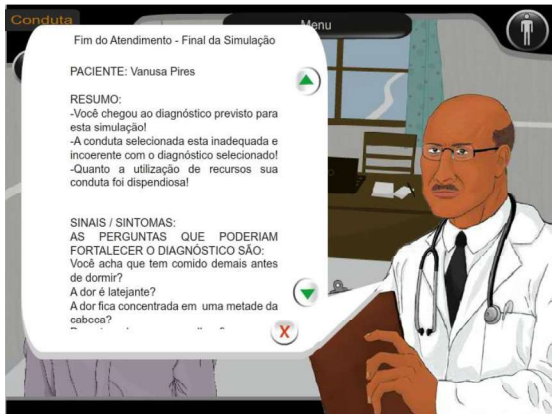 Conduta
Menu
Fim do Atendimento - Final da Simulação
PACIENTE: Vanusa Pires
RESUMO:
-Você chegou ao diagnóstico previsto para
esta simulação!
-A conduta selecionada esta inadequada e
incoerente com o diagnóstico selecionado!
-Quanto a utilização de recursos sua
conduta foi dispendiosa!
SINAIS / SINTOMAS:
AS PERGUNTAS QUE PODERIAM
FORTALECER O DIAGNÓSTICO SÃO:
Você acha que tem comido demais antes
de dormir?
A dor é latejante?
A dor fica concentrada em uma metade da
cabeça?
X